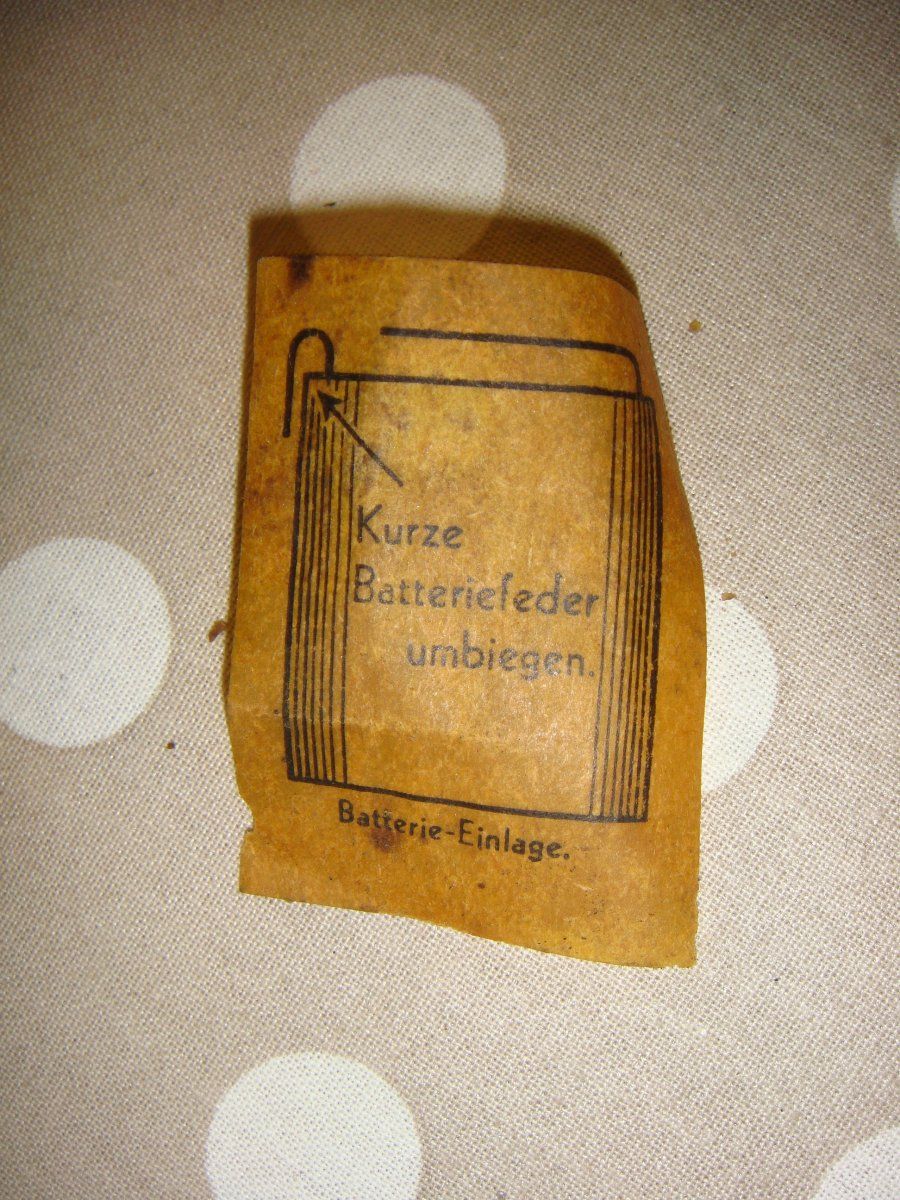 Kurze
Batteriefeder
umbiegen.
Batterie-Einlage.